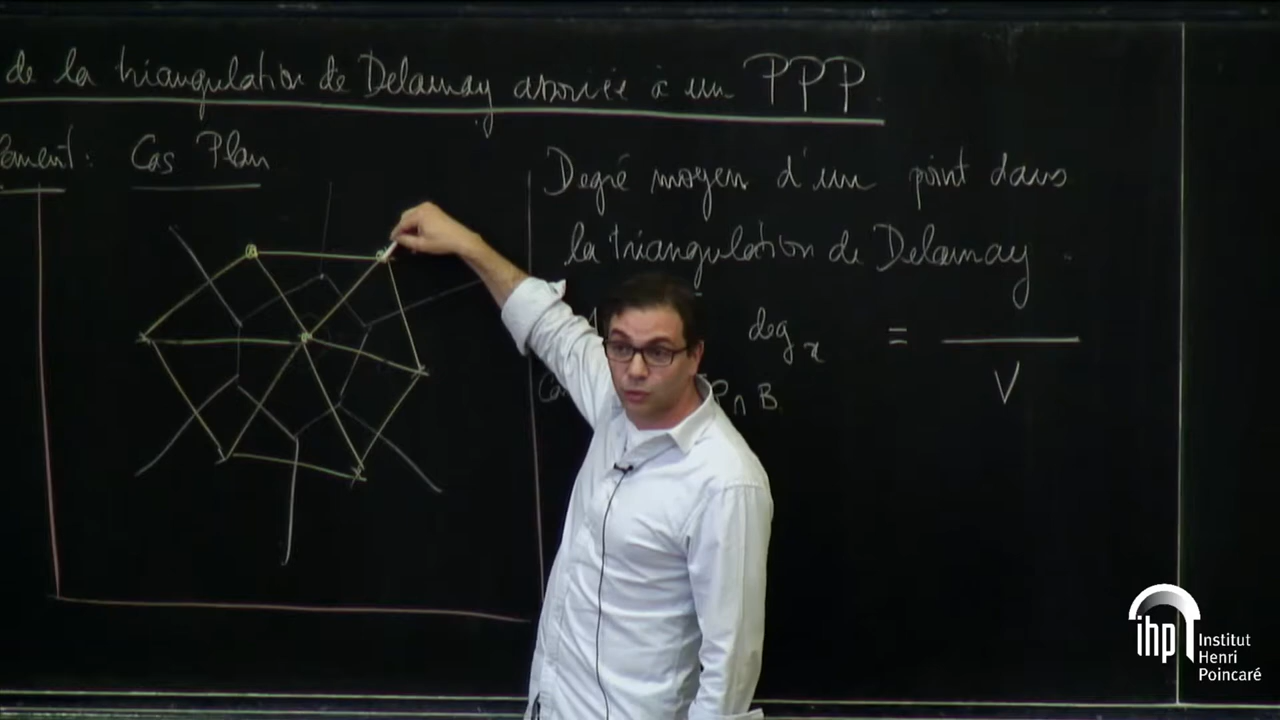 de la triangulation de Delaunay associée à un PPP
Cas Plan
Degré moyen d'un point dans
la triangulation de Delaunay.
deg x = 
V
P ∩ B
ihp Institut
Henri
Poincaré